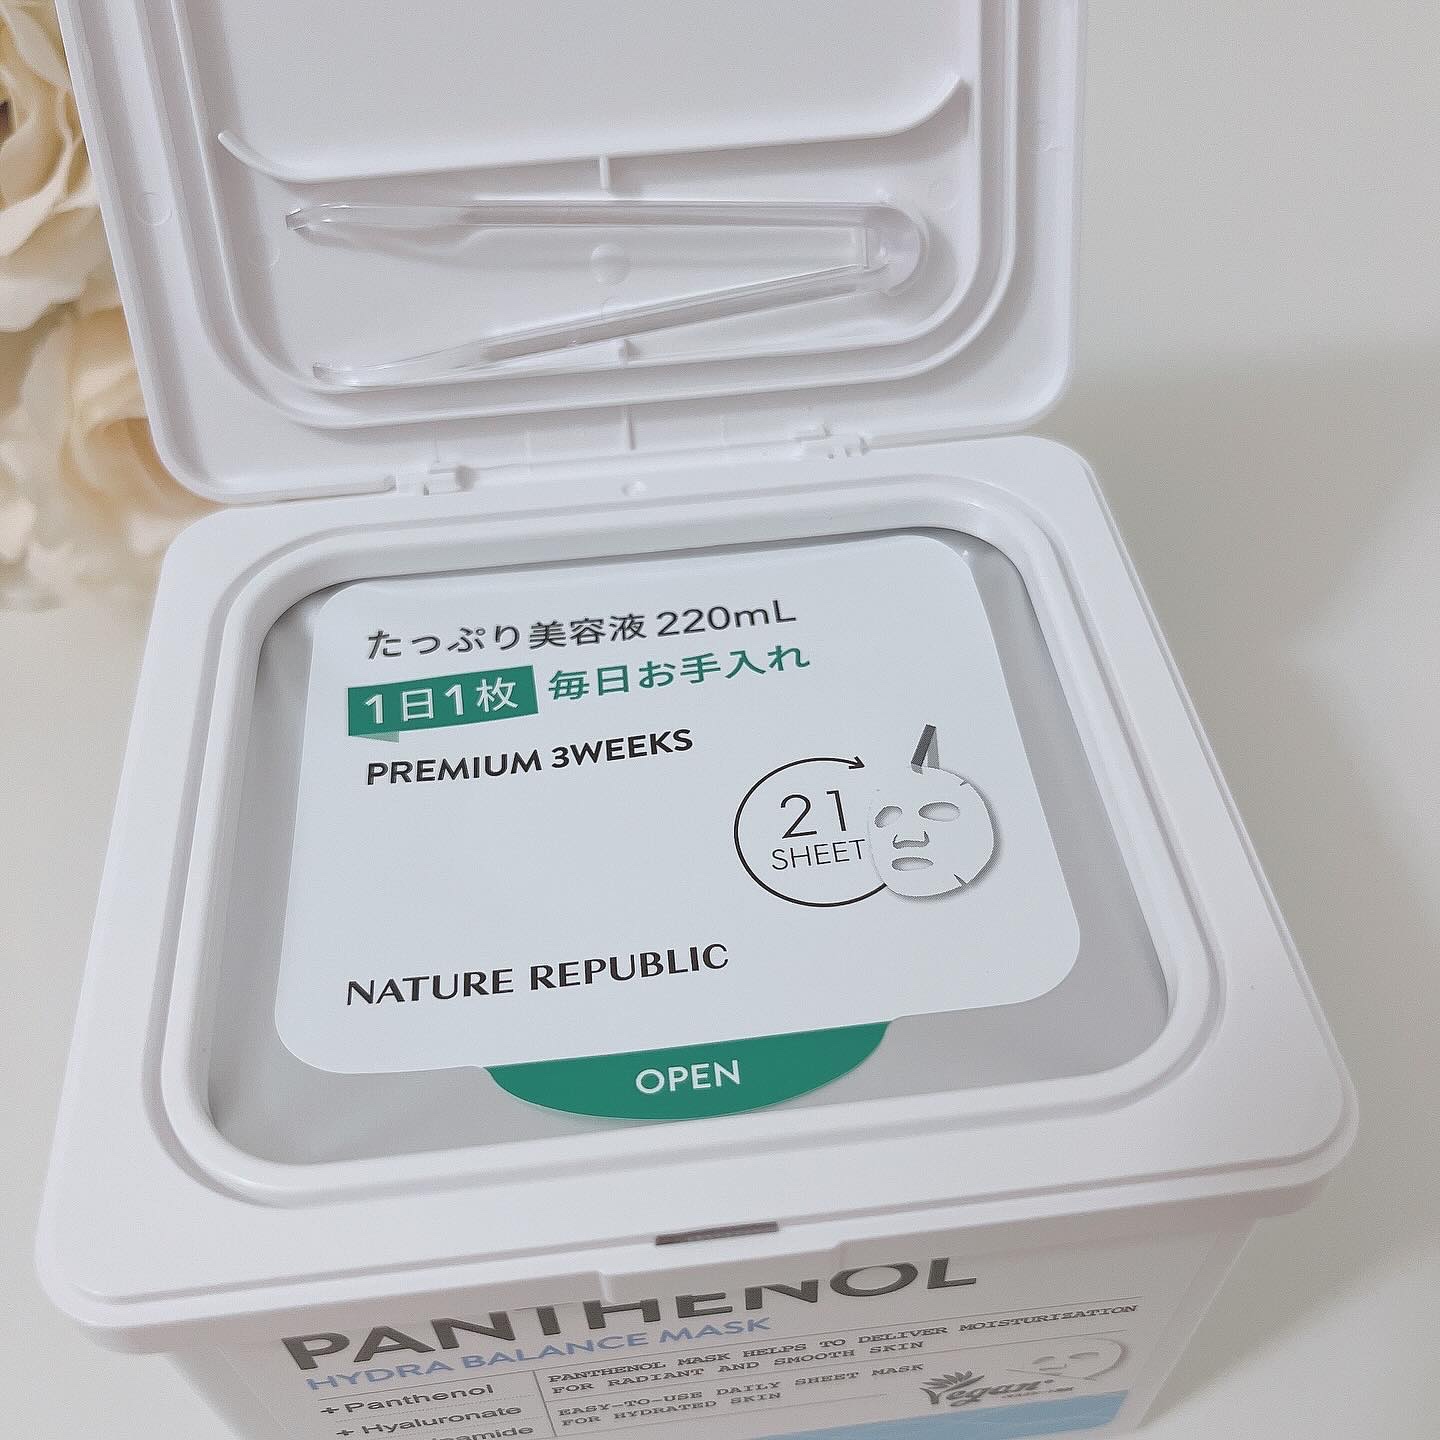 たっぷり美容液 220mL
1日1枚 毎日お手入れ
PREMIUM 3WEEKS
21
SHEET
NATURE REPUBLIC
OPEN
PANTHENOL
HYDRA BALANCE MASK
+ Panthenol
+ Hyaluronate
PANTHENOL MASK HELPS TO DELIVER MOISTURIZATION
FOR RADIANT AND SMOOTH SKIN
EASY-TO-USE DAILY SHEET MASK
FOR HYDRATED SKIN
Vegan